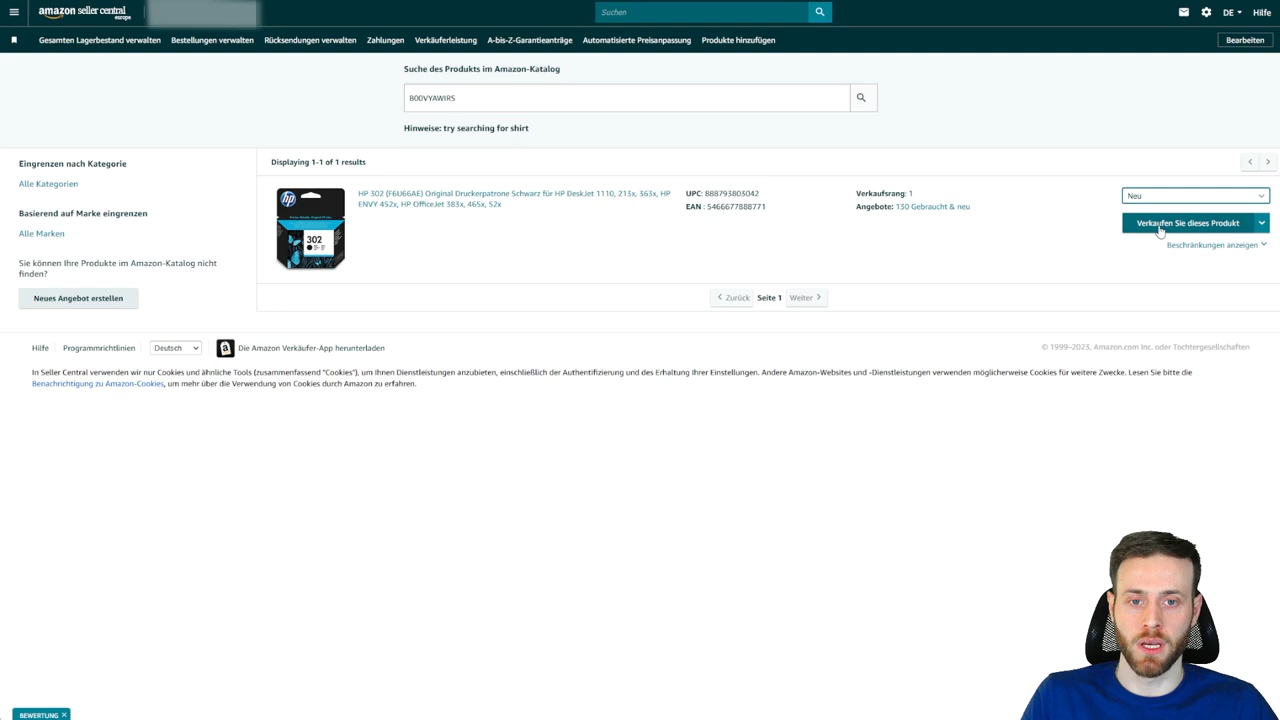 amazon seller central
europe
Suchen
DE
Hilfe
Gesamten Lagerbestand verwalten
Bestellungen verwalten
Rücksendungen verwalten
Zahlungen
Verkäuferleistung
A-bis-Z-Garantieanträge
Automatisierte Preisanpassung
Produkte hinzufügen
Bearbeiten
Suche des Produkts im Amazon-Katalog
B00VYAWIRS
Hinweise: try searching for shirt
Eingrenzen nach Kategorie
Alle Kategorien
Basierend auf Marke eingrenzen
Alle Marken
Sie können Ihre Produkte im Amazon-Katalog nicht
finden?
Neues Angebot erstellen
Displaying 1-1 of 1 results
hp
302
HP 302 (F6U66AE) Original Druckerpatrone Schwarz für HP DeskJet 1110, 213x, 363x, HP
ENVY 452x, HP OfficeJet 383x, 465x, 52x
UPC: 888793803042
EAN : 5466677888771
Verkaufsrang: 1
Angebote: 130 Gebraucht & neu
Neu
Verkaufen Sie dieses Produkt
Beschränkungen anzeigen
Zurück Seite 1 Weiter
Hilfe
Programmrichtlinien
Deutsch
Die Amazon Verkäufer-App herunterladen
© 1999–2023, Amazon.com Inc. oder Tochtergesellschaften
In Seller Central verwenden wir nur Cookies und ähnliche Tools (zusammenfassend "Cookies"), um Ihnen Dienstleistungen anzubieten, einschließlich der Authentifizierung und des Erhaltung Ihrer Einstellungen. Andere Amazon-Websites und -Dienstleistungen verwenden möglicherweise Cookies für weitere Zwecke. Lesen Sie bitte die
Benachrichtigung zu Amazon-Cookies, um mehr über die Verwendung von Cookies durch Amazon zu erfahren.
BEWERTUNG